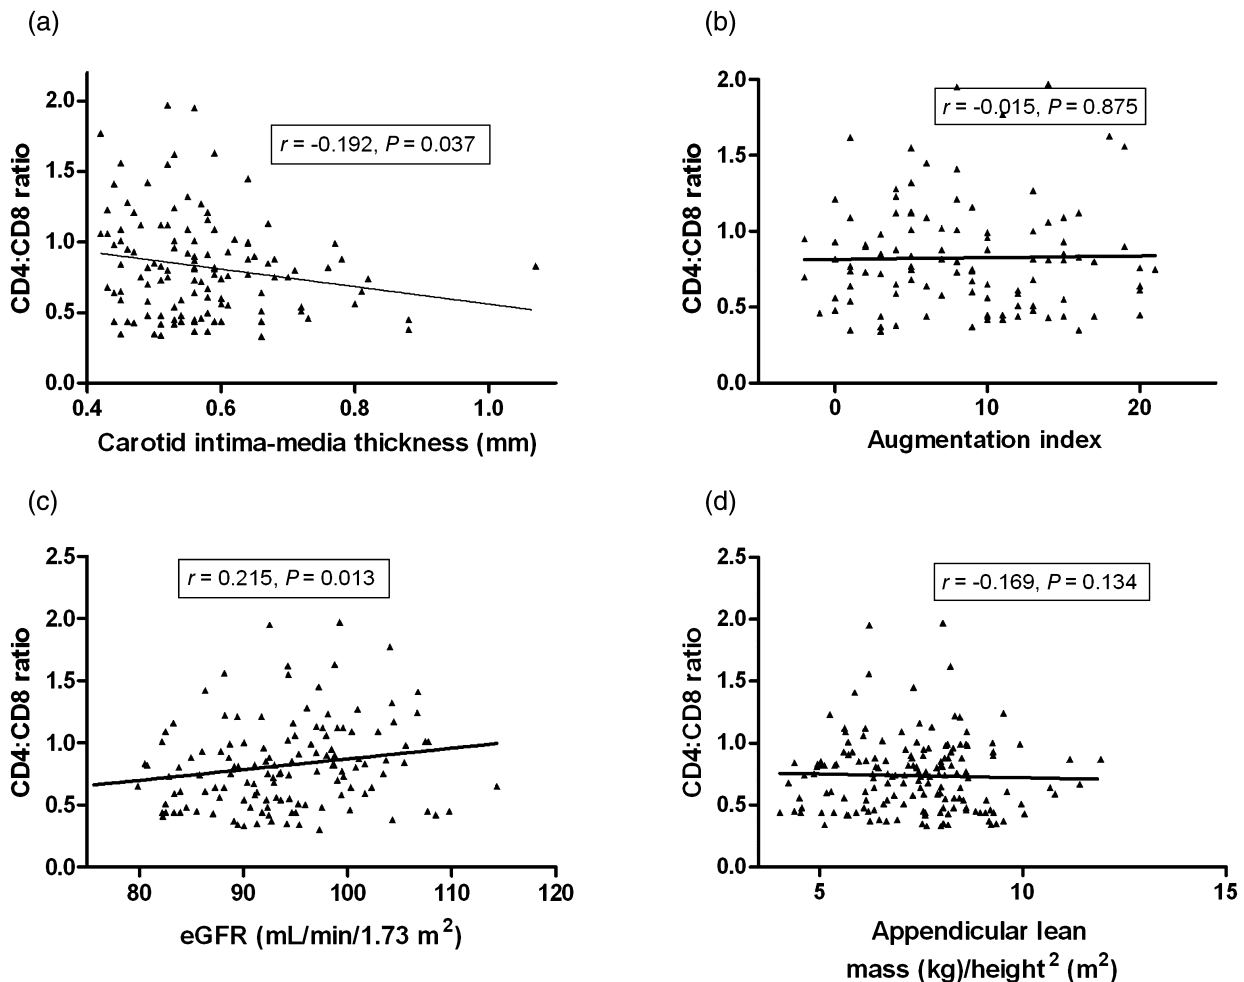 (a)
2.0
1.5
1.0
0.5
0.0
CD4:CD8 ratio
r = -0.192, P = 0.037
0.4 0.6 0.8 1.0
Carotid intima-media thickness (mm)
(b)
2.0
1.5
1.0
0.5
0.0
CD4:CD8 ratio
r = -0.015, P = 0.875
0 10 20
Augmentation index
(c)
2.5
2.0
1.5
1.0
0.5
0.0
CD4:CD8 ratio
r = 0.215, P = 0.013
80 90 100 110 120
eGFR (mL/min/1.73 m²)
(d)
2.5
2.0
1.5
1.0
0.5
0.0
CD4:CD8 ratio
r = -0.169, P = 0.134
5 10 15
Appendicular lean
mass (kg)/height² (m²)